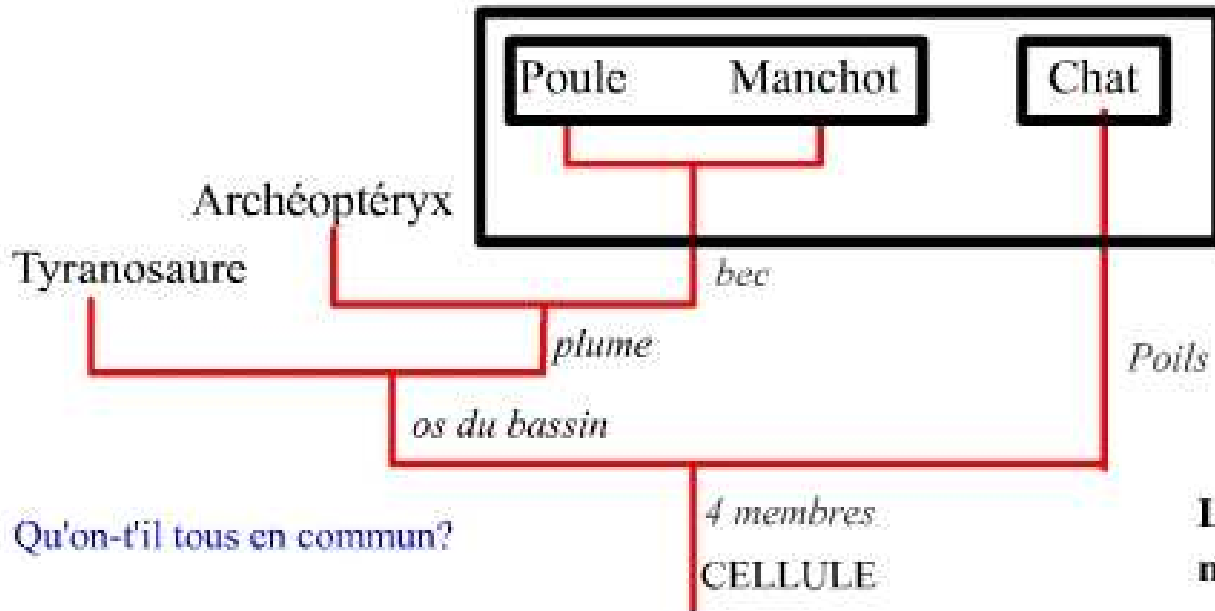 Poule Manchot Chat
Archéoptéryx
Tyranosaure
bec
plume
Poils
os du bassin
4 membres
Qu'on-t'il tous en commun?
CELLULE